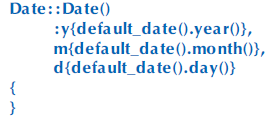 Date::Date()
:y{default_date().year()},
m{default_date().month()},
d{default_date().day()}
{
}